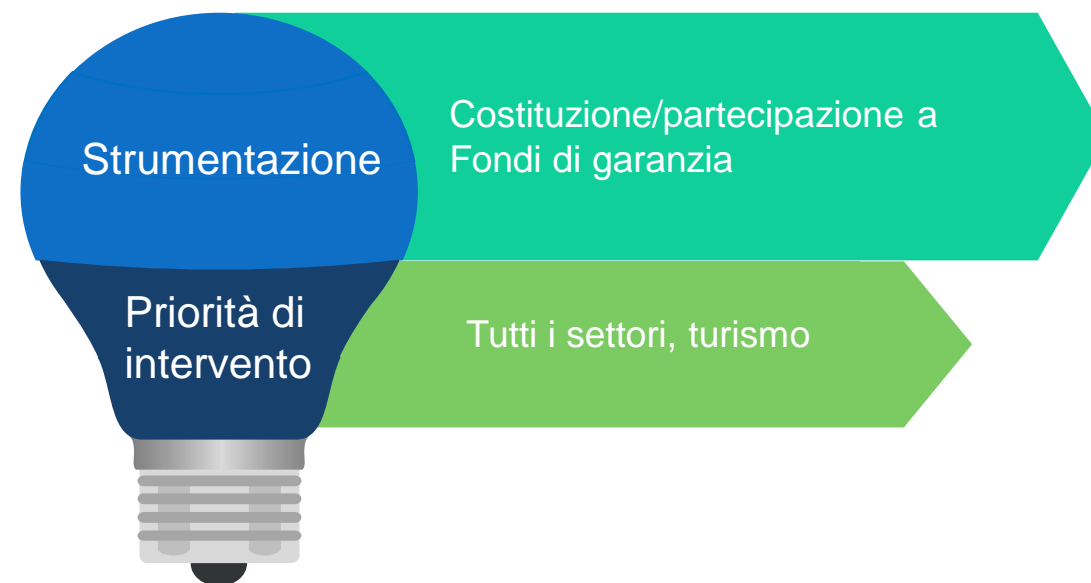 Strumentazione
Costituzione/partecipazione a
Fondi di garanzia
Priorità di
intervento
Tutti i settori, turismo